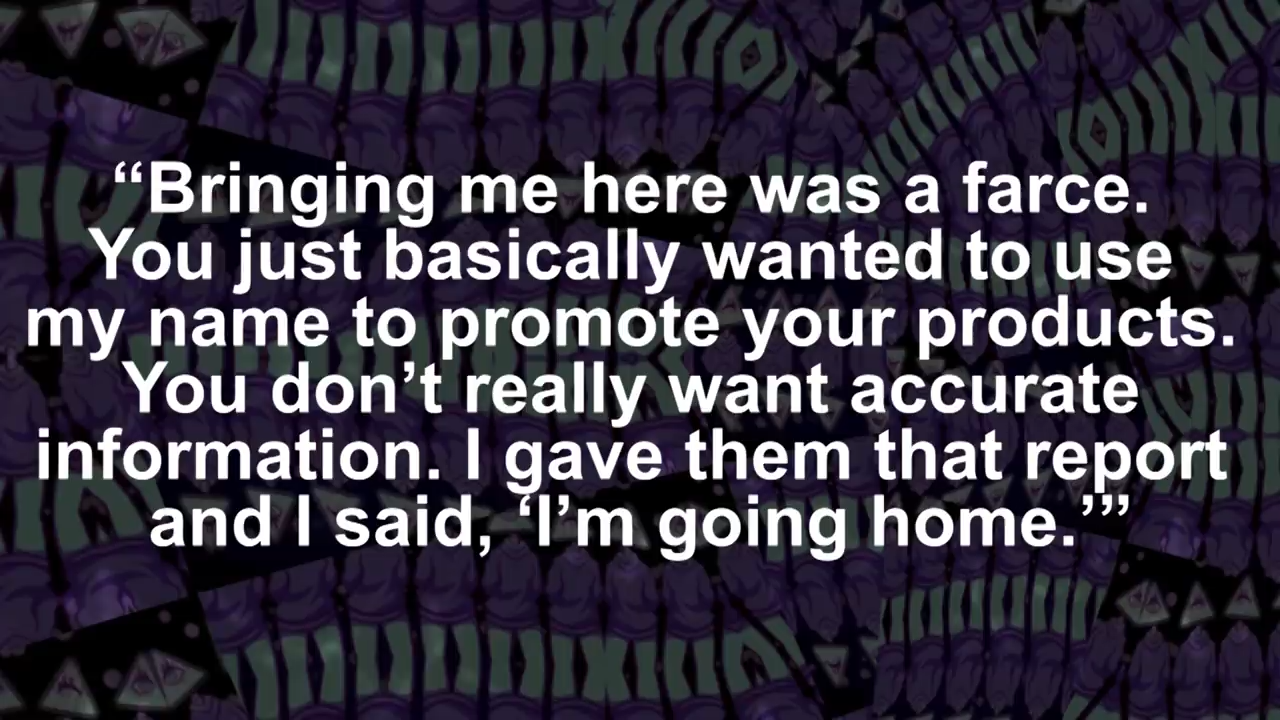 “Bringing me here was a farce.
You just basically wanted to use
my name to promote your products.
You don’t really want accurate
information. I gave them that report
and I said, ‘I’m going home.’”